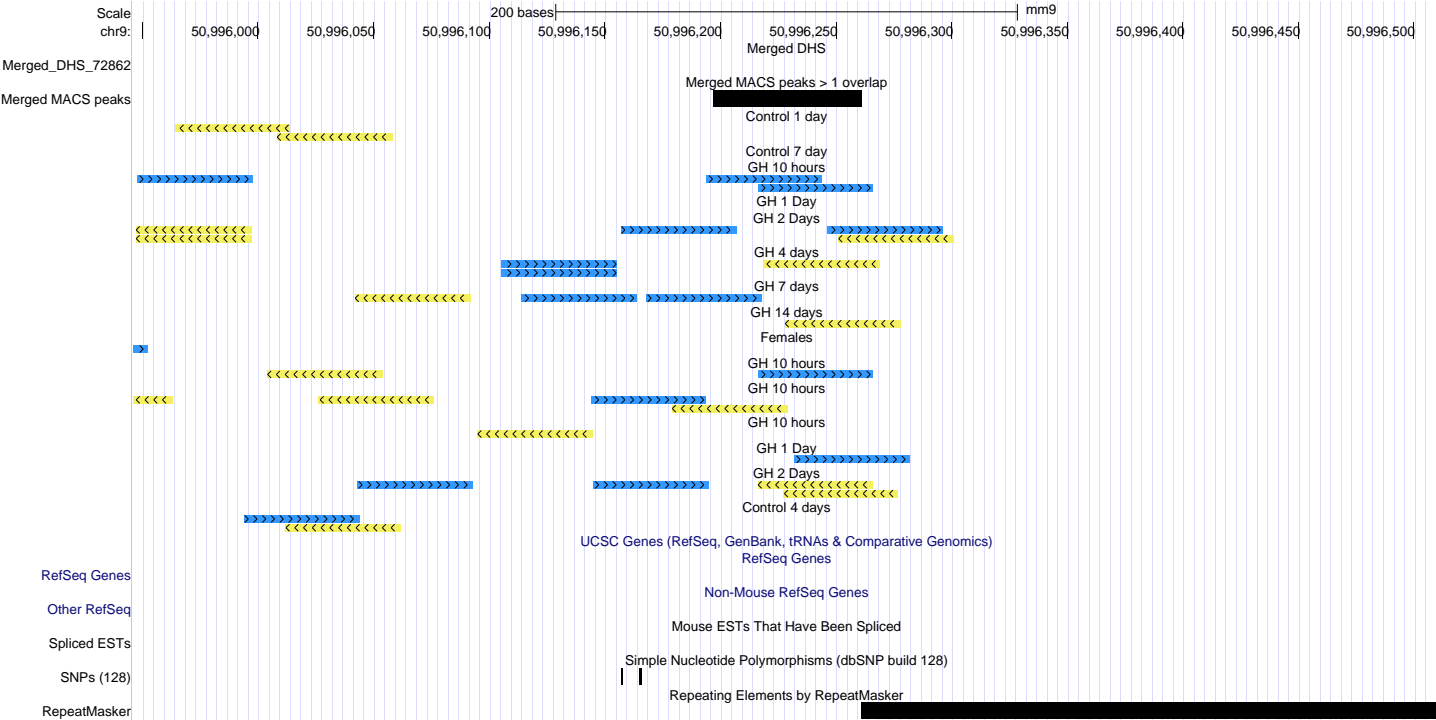 Scale 200 bases mm9
chr9: 50,996,000 50,996,050 50,996,100 50,996,150 50,996,200 50,996,250 50,996,300 50,996,350 50,996,400 50,996,450 50,996,500
Merged DHS
Merged_DHS_72862
Merged MACS peaks > 1 overlap
Merged MACS peaks
Control 1 day
Control 7 day
GH 10 hours
GH 1 Day
GH 2 Days
GH 4 days
GH 7 days
GH 14 days
Females
GH 10 hours
GH 10 hours
GH 10 hours
GH 1 Day
GH 2 Days
Control 4 days
UCSC Genes (RefSeq, GenBank, tRNAs & Comparative Genomics)
RefSeq Genes
RefSeq Genes
Non-Mouse RefSeq Genes
Other RefSeq
Mouse ESTs That Have Been Spliced
Spliced ESTs
Simple Nucleotide Polymorphisms (dbSNP build 128)
SNPs (128)
Repeating Elements by RepeatMasker
RepeatMasker